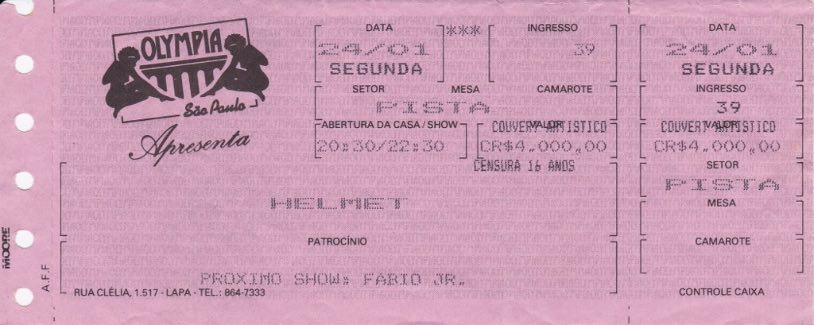 OLYMPIA
São Paulo
Apresenta
DATA
24/01
SEGUNDA
***
INGRESSO
39
SETOR MESA CAMAROTE
PISTA
ABERTURA DA CASA / SHOW
20:30/22:30
VALOR
COUVERT ARTISTICO
CR$4.000,00
CENSURA 16 ANOS
HELMET
PATROCÍNIO
PROXIMO SHOW: FABIO JR.
RUA CLÉLIA, 1.517 - LAPA - TEL.: 864-7333
MOORE
A.F.F
DATA
24/01
SEGUNDA
INGRESSO
39
VALOR
COUVERT ARTISTICO
CR$4.000,00
SETOR
PISTA
MESA
CAMAROTE
CONTROLE CAIXA